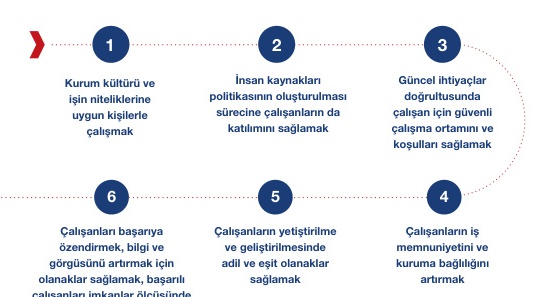 1
Kurum kültürü ve
işin niteliklerine
uygun kişilerle
çalışmak
2
İnsan kaynakları
politikasının oluşturulması
sürecine çalışanların da
katılımını sağlamak
3
Güncel ihtiyaçlar
doğrultusunda
çalışan için güvenli
çalışma ortamını ve
koşulları sağlamak
4
Çalışanların iş
memnuniyetini ve
kuruma bağlılığını
artırmak
5
Çalışanların yetiştirilme
ve geliştirilmesinde
adil ve eşit olanaklar
sağlamak
6
Çalışanları başarıya
özendirmek, bilgi ve
görgüsünü artırmak için
olanaklar sağlamak, başarılı
çalışanları imkanlar ölçüsünde